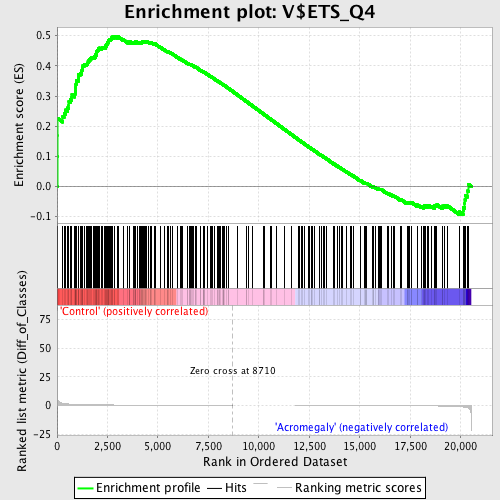 Enrichment plot: V$ETS_Q4
Enrichment score (ES)
0.5
0.4
0.3
0.2
0.1
0.0
-0.1
'Control' (positively correlated)
Ranked list metric (Diff_of_Classes)
75
50
25
0
-25
Zero cross at 8710
'Acromegaly' (negatively correlated)
0
2,500
5,000
7,500
10,000
12,500
15,000
17,500
20,000
Rank in Ordered Dataset
Enrichment profile
Hits
Ranking metric scores